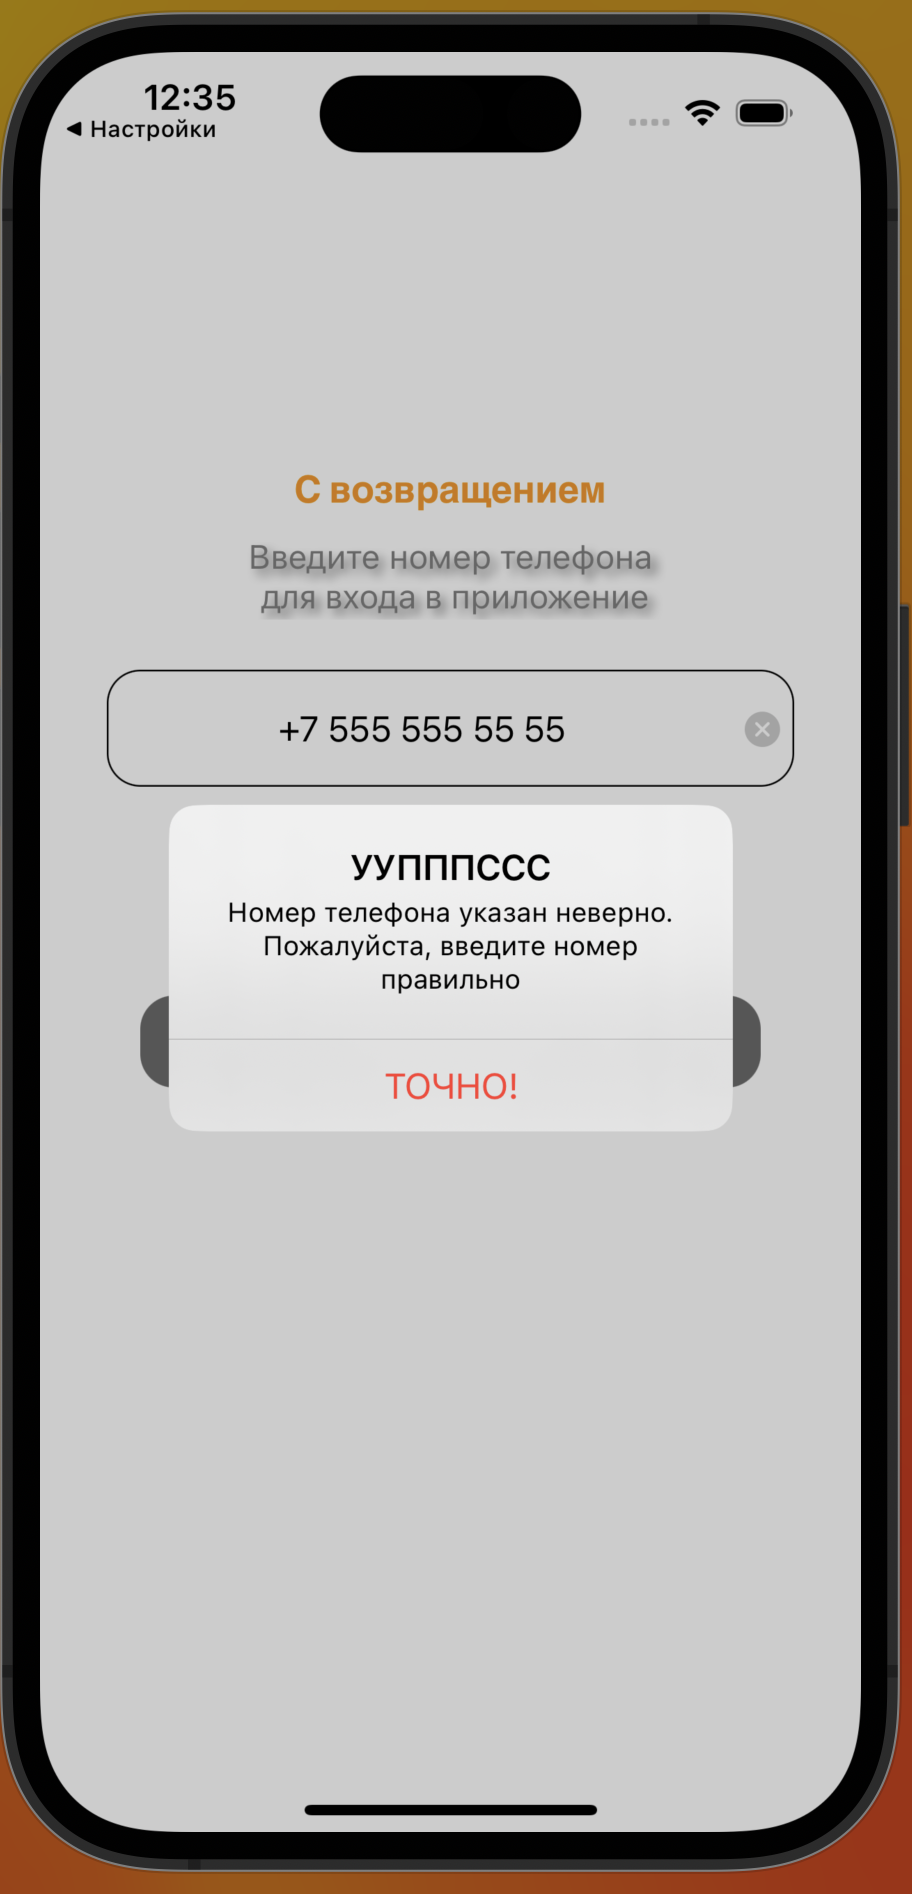 12:35
◀ Настройки
С возвращением
Введите номер телефона
для входа в приложение
+7 555 555 55 55
УУПППССС
Номер телефона указан неверно.
Пожалуйста, введите номер
правильно
ТОЧНО!